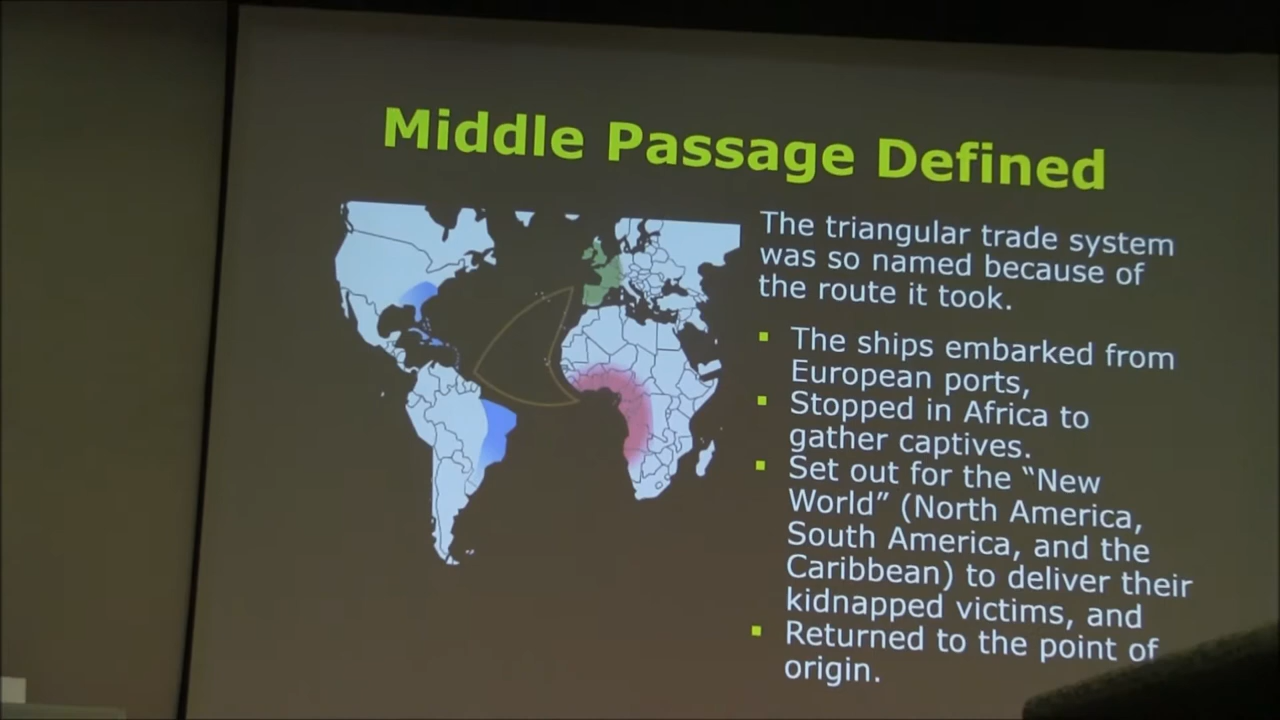 Middle Passage Defined
The triangular trade system
was so named because of
the route it took.
The ships embarked from
European ports,
Stopped in Africa to
gather captives.
Set out for the “New
World” (North America,
South America, and the
Caribbean) to deliver their
kidnapped victims, and
Returned to the point of
origin.